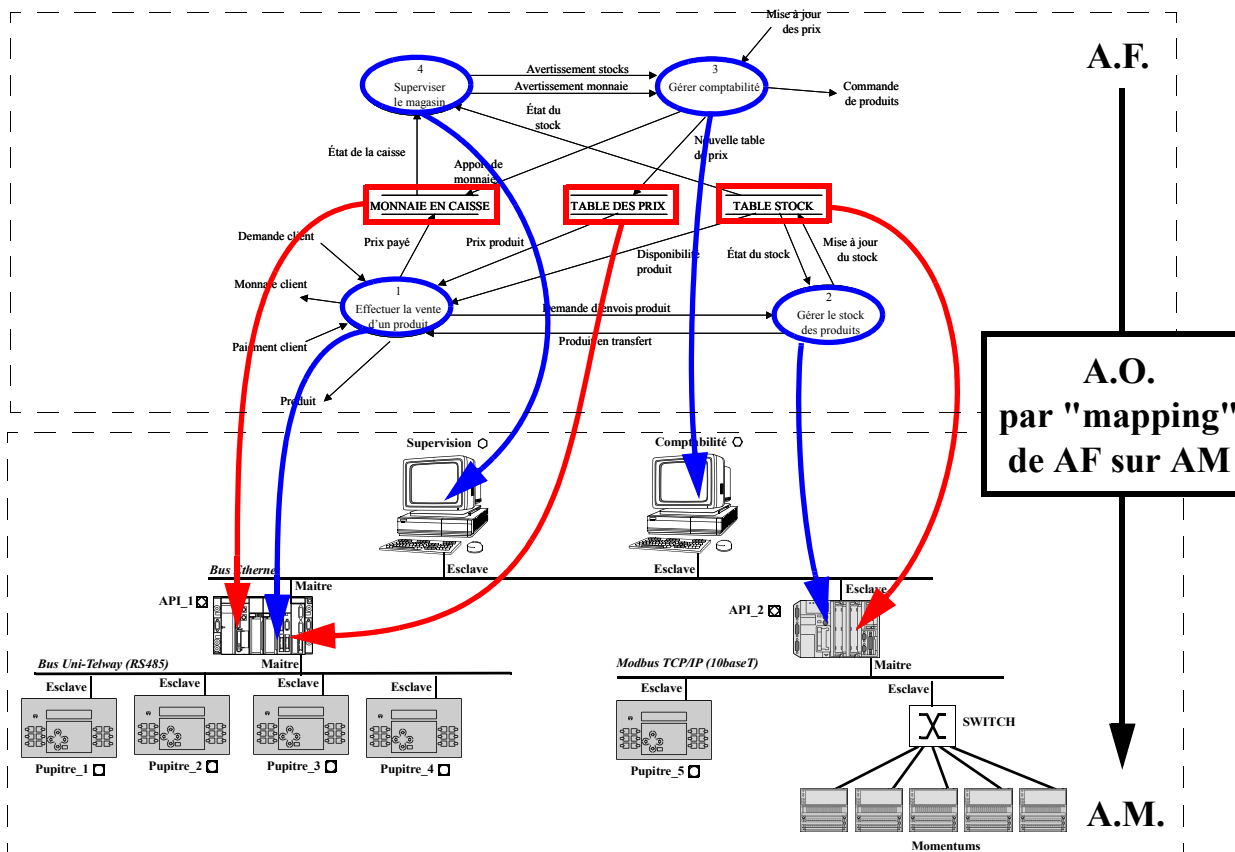 Mise à jour
des prix
A.F.
4
Superviser
le magasin
Avertissement stocks
Avertissement monnaie
3
Gérer comptabilité
Commande
de produits
État du
stock
État de la caisse
Apport de
monnaie
Nouvelle table
de prix
MONNAIE EN CAISSE
TABLE DES PRIX
TABLE STOCK
Demande client
Prix payé
Prix produit
Disponibilité
produit
État du stock
Mise à jour
du stock
Monnaie client
1
Effectuer la vente
d'un produit
Demande d'envois produit
2
Gérer le stock
des produits
Paiement client
Produit en transfert
Produit
A.O.
par "mapping"
de AF sur AM
Supervision
Comptabilité
Bus Ethernet
Esclave
Esclave
Maitre
Esclave
API_1
API_2
Maitre
Maitre
Bus Uni-Telway (RS485)
Modbus TCP/IP (10baseT)
Esclave
Esclave
Esclave
Esclave
Esclave
Esclave
SWITCH
Pupitre_1
Pupitre_2
Pupitre_3
Pupitre_4
Pupitre_5
Momentums
A.M.